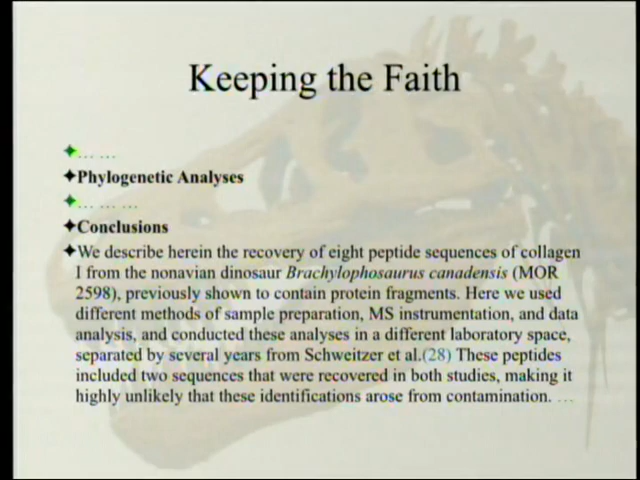 Keeping the Faith
… …
Phylogenetic Analyses
… … …
Conclusions
We describe herein the recovery of eight peptide sequences of collagen
I from the nonavian dinosaur Brachylophosaurus canadensis (MOR
2598), previously shown to contain protein fragments. Here we used
different methods of sample preparation, MS instrumentation, and data
analysis, and conducted these analyses in a different laboratory space,
separated by several years from Schweitzer et al.(28) These peptides
included two sequences that were recovered in both studies, making it
highly unlikely that these identifications arose from contamination. …